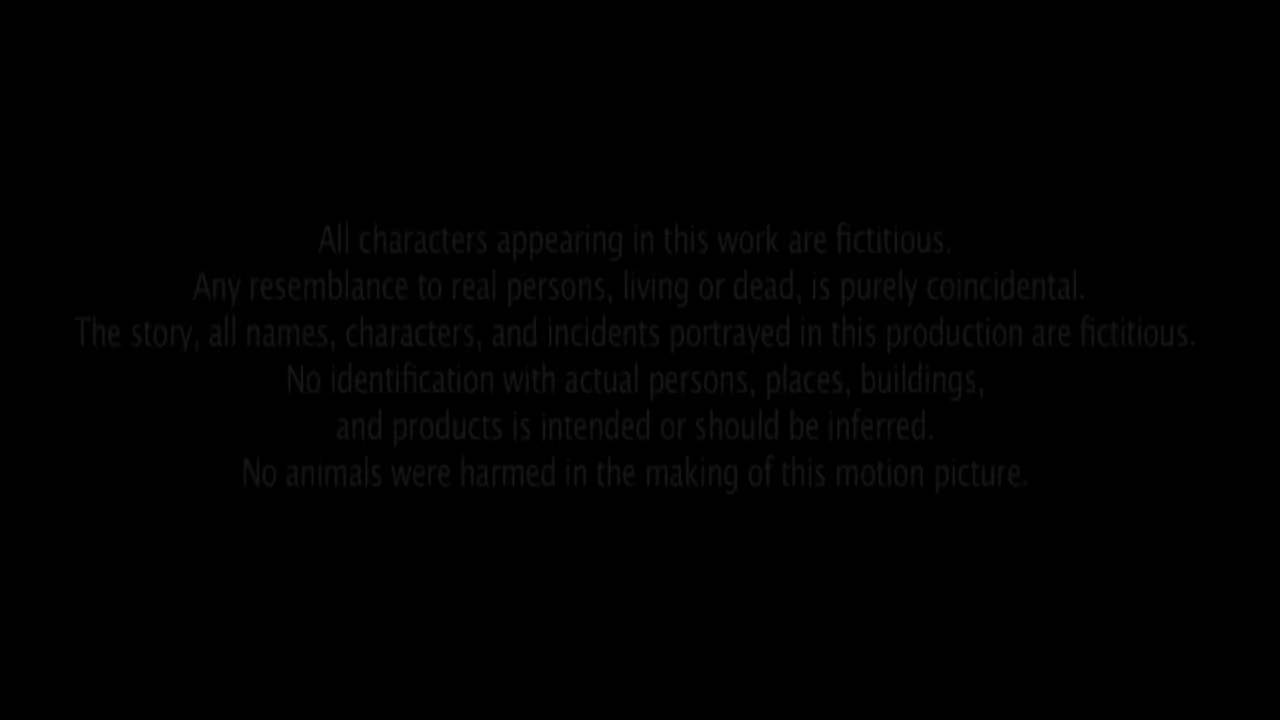 All characters appearing in this work are fictitious.
Any resemblance to real persons, living or dead, is purely coincidental.
The story, all names, characters, and incidents portrayed in this production are fictitious.
No identification with actual persons, places, buildings,
and products is intended or should be inferred.
No animals were harmed in the making of this motion picture.